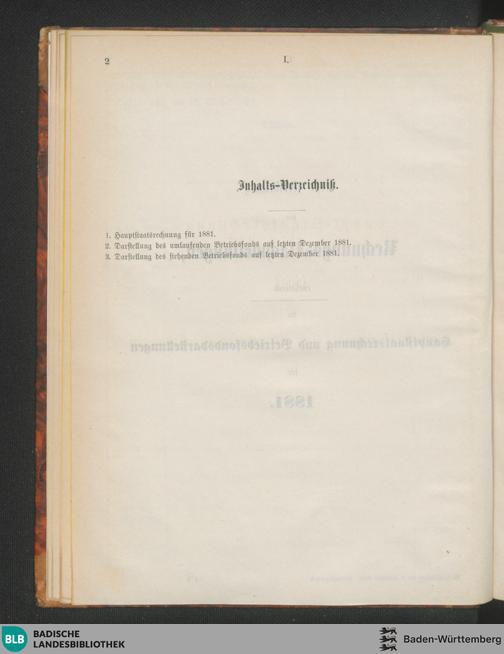 2
I.
Inhalts-Verzeichniß.
1. Hauptstaatsrechnung für 1881.
2. Darstellung des umlaufenden Betriebsfonds auf letzten Dezember 1881.
3. Darstellung des stehenden Betriebsfonds auf letzten Dezember 1881.
1881.
BLB BADISCHE
LANDESBIBLIOTHEK
Baden-Württemberg